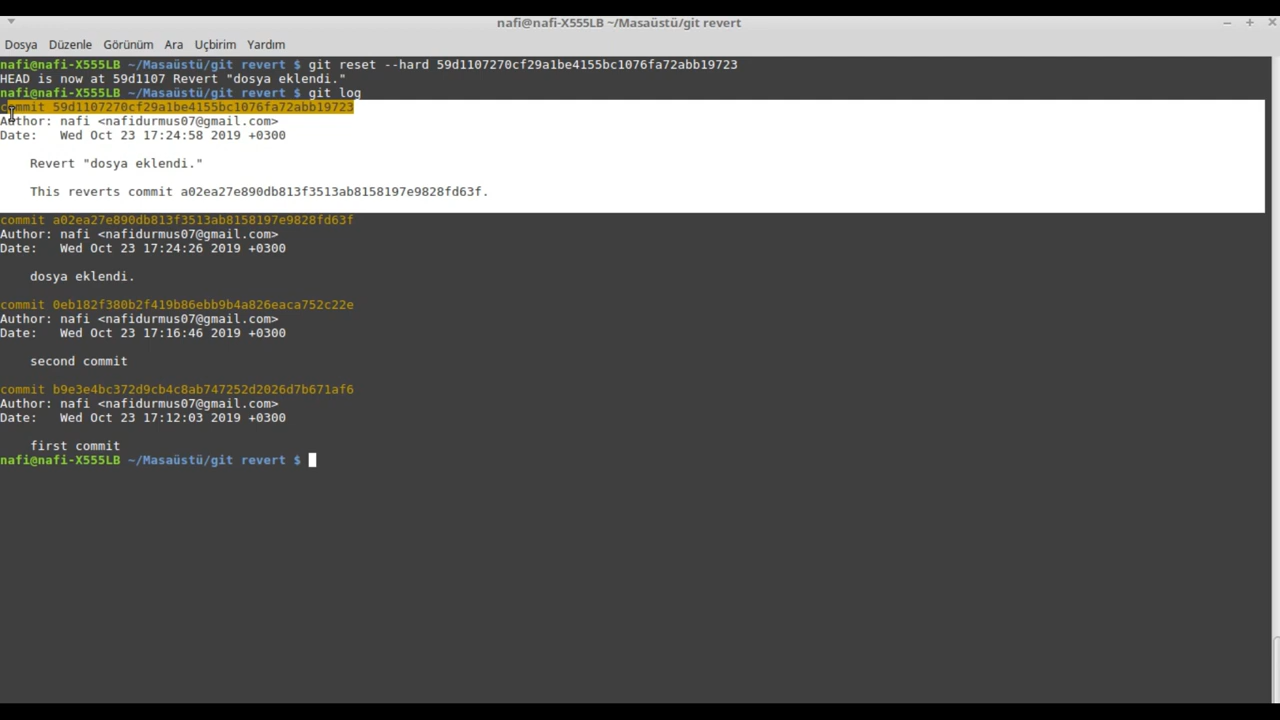 nafi@nafi-X555LB ~/Masaüstü/git revert
Dosya Düzenle Görünüm Ara Uçbirim Yardım
nafi@nafi-X555LB ~/Masaüstü/git revert $ git reset --hard 59d1107270cf29a1be4155bc1076fa72abb19723
HEAD is now at 59d1107 Revert "dosya eklendi."
nafi@nafi-X555LB ~/Masaüstü/git revert $ git log
commit 59d1107270cf29a1be4155bc1076fa72abb19723
Author: nafi <nafidurmus07@gmail.com>
Date:   Wed Oct 23 17:24:58 2019 +0300
Revert "dosya eklendi."
This reverts commit a02ea27e890db813f3513ab8158197e9828fd63f.
commit a02ea27e890db813f3513ab8158197e9828fd63f
Author: nafi <nafidurmus07@gmail.com>
Date:   Wed Oct 23 17:24:26 2019 +0300
dosya eklendi.
commit 0eb182f380b2f419b86ebb9b4a826eaca752c22e
Author: nafi <nafidurmus07@gmail.com>
Date:   Wed Oct 23 17:16:46 2019 +0300
second commit
commit b9e3e4bc372d9cb4c8ab747252d2026d7b671af6
Author: nafi <nafidurmus07@gmail.com>
Date:   Wed Oct 23 17:12:03 2019 +0300
first commit
nafi@nafi-X555LB ~/Masaüstü/git revert $